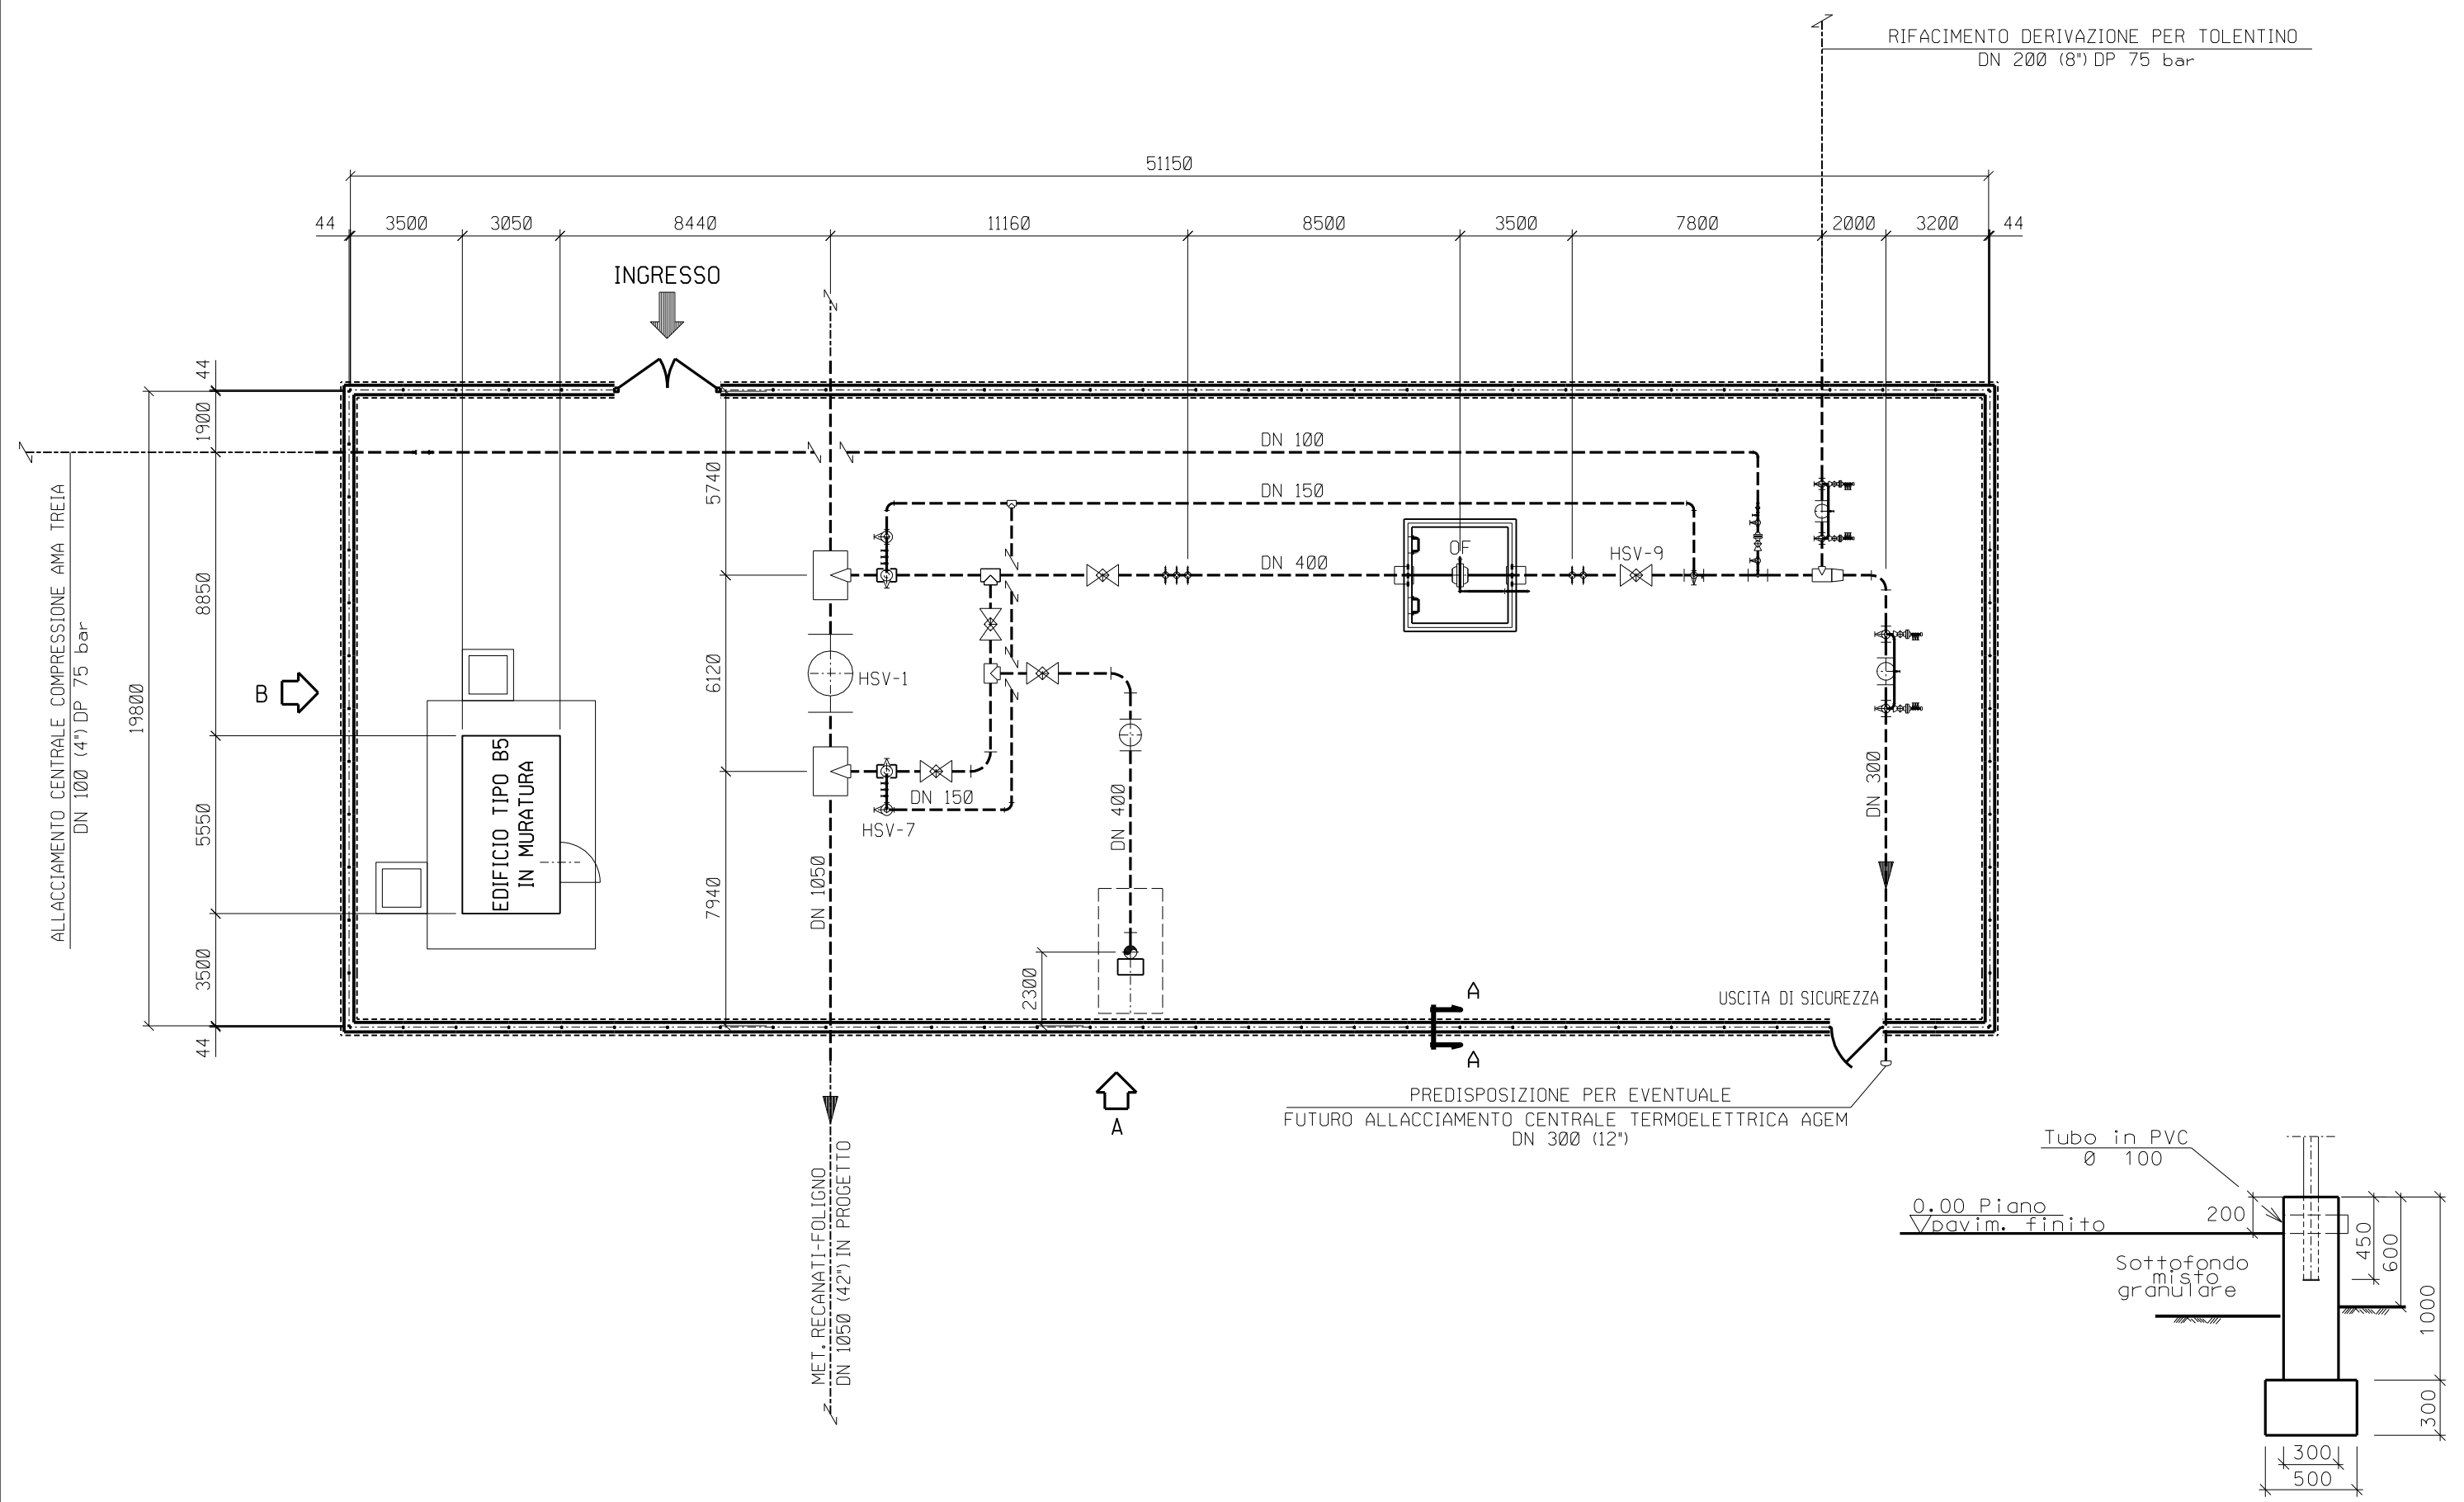 RIFACIMENTO DERIVAZIONE PER TOLENTINO
DN 200 (8") DP 75 bar
51150
44
3500
3050
8440
11160
8500
3500
7800
2000
3200
44
INGRESSO
44
1900
8850
5550
3500
44
19800
ALLACCIAMENTO CENTRALE COMPRESSIONE AMA TREIA
DN 100 (4") DP 75 bar
B
5740
6120
7940
DN 100
DN 150
DN 400
OF
HSV-9
HSV-1
DN 150
HSV-7
EDIFICIO TIPO B5
IN MURATURA
DN 1050
DN 400
2300
DN 300
USCITA DI SICUREZZA
A
A
A
PREDISPOSIZIONE PER EVENTUALE
FUTURO ALLACCIAMENTO CENTRALE TERMOELETTRICA AGEM
DN 300 (12")
MET. RECANATI-FOLIGNO
DN 1050 (42") IN PROGETTO
Tubo in PVC
Ø 100
0.00 Piano
pavim. finito
200
450
600
1000
300
Sottofondo
misto
granulare
300
500